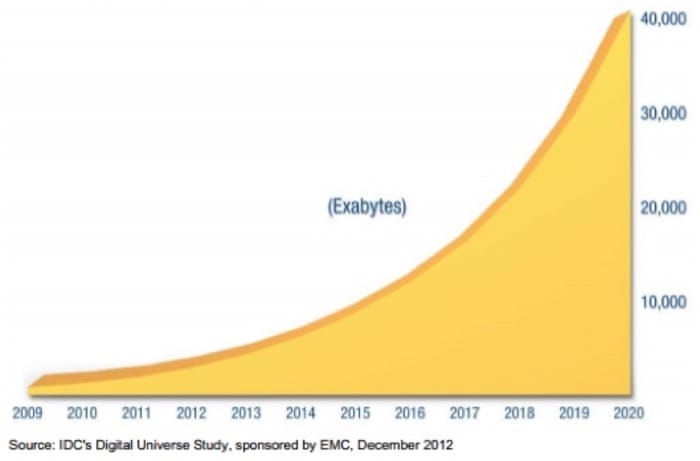 40,000
30,000
(Exabytes)
20,000
10,000
2009 2010 2011 2012 2013 2014 2015 2016 2017 2018 2019 2020
Source: IDC's Digital Universe Study, sponsored by EMC, December 2012